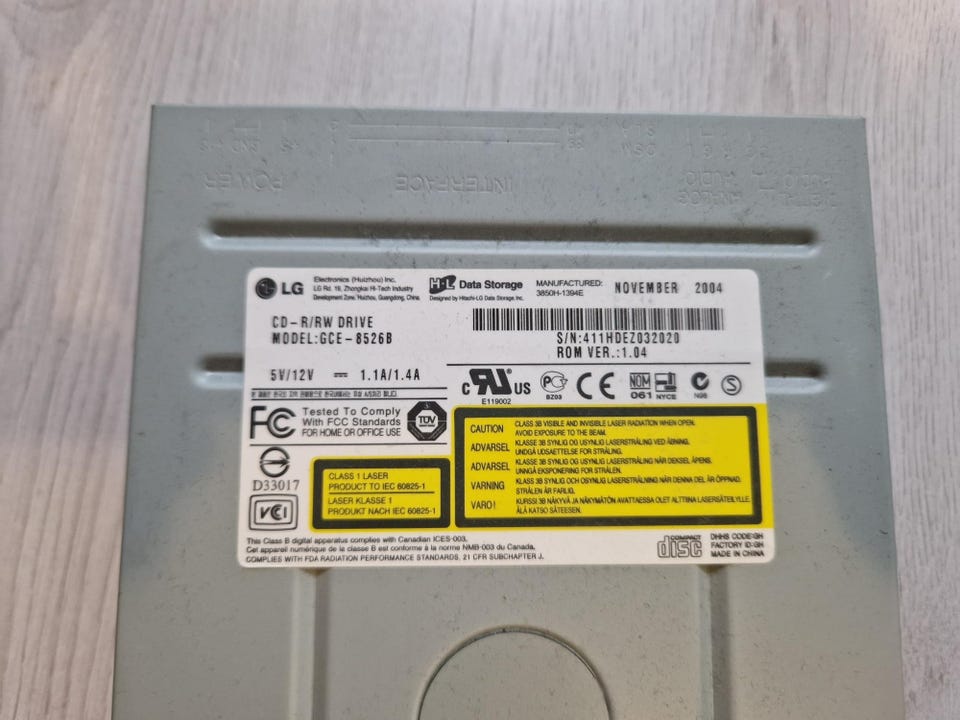 POWER
INTERFACE
ANALOG
AUDIO
LG
Electronics (Huizhou) Inc.
LG Rd. 19, Zhongkai Hi-Tech Industry
Development Zone, Huizhou, Guangdong, China.
H·L Data Storage
Designed by Hitachi-LG Data Storage, Inc.
MANUFACTURED: NOVEMBER 2004
3850H-1394E
CD-R/RW DRIVE
MODEL:GCE-8526B
S/N:411HDEZ032020
ROM VER.:1.04
5V/12V 1.1A/1.4A
c RU US
E119002
PG
BZ03
CE
NOM
061 NYCE
N98
S
FC Tested To Comply
With FCC Standards
FOR HOME OR OFFICE USE
TÜV
D33017
VCI
CLASS 1 LASER
PRODUCT TO IEC 60825-1
LASER KLASSE 1
PRODUKT NACH IEC 60825-1
CAUTION CLASS 3B VISIBLE AND INVISIBLE LASER RADIATION WHEN OPEN.
AVOID EXPOSURE TO THE BEAM.
ADVARSEL KLASSE 3B SYNLIG OG USYNLIG LASERSTRÅLING VED ÅBNING.
UNDGÅ UDSAETTELSE FOR STRÅLING.
ADVARSEL KLASSE 3B SYNLIG OG USYNLIG LASERSTRÅLING NÅR DEKSEL ÅPENS.
UNNGÅ EKSPONERING FOR STRÅLEN.
VARNING KLASS 3B SYNLIG OCH OSYNLIG LASERSTRÅLNING NÄR DENNA DEL ÄR ÖPPNAD.
STRÅLEN ÄR FARLIG.
VARO! KURSSI 3B NÄKYVÄ JA NÄKYMÄTÖN AVATTAESSA OLET ALTTIINA LASERSÄTEILYLLE.
ÄLÄ KATSO SÄTEESEEN.
This Class B digital apparatus complies with Canadian ICES-003.
Cet appareil numérique de la classe B est conforme à la norme NMB-003 du Canada.
COMPLIES WITH FDA RADIATION PERFORMANCE STANDARDS, 21 CFR SUBCHAPTER J.
COMPACT
disc
DHHS CODE:GH
FACTORY ID:GH
MADE IN CHINA